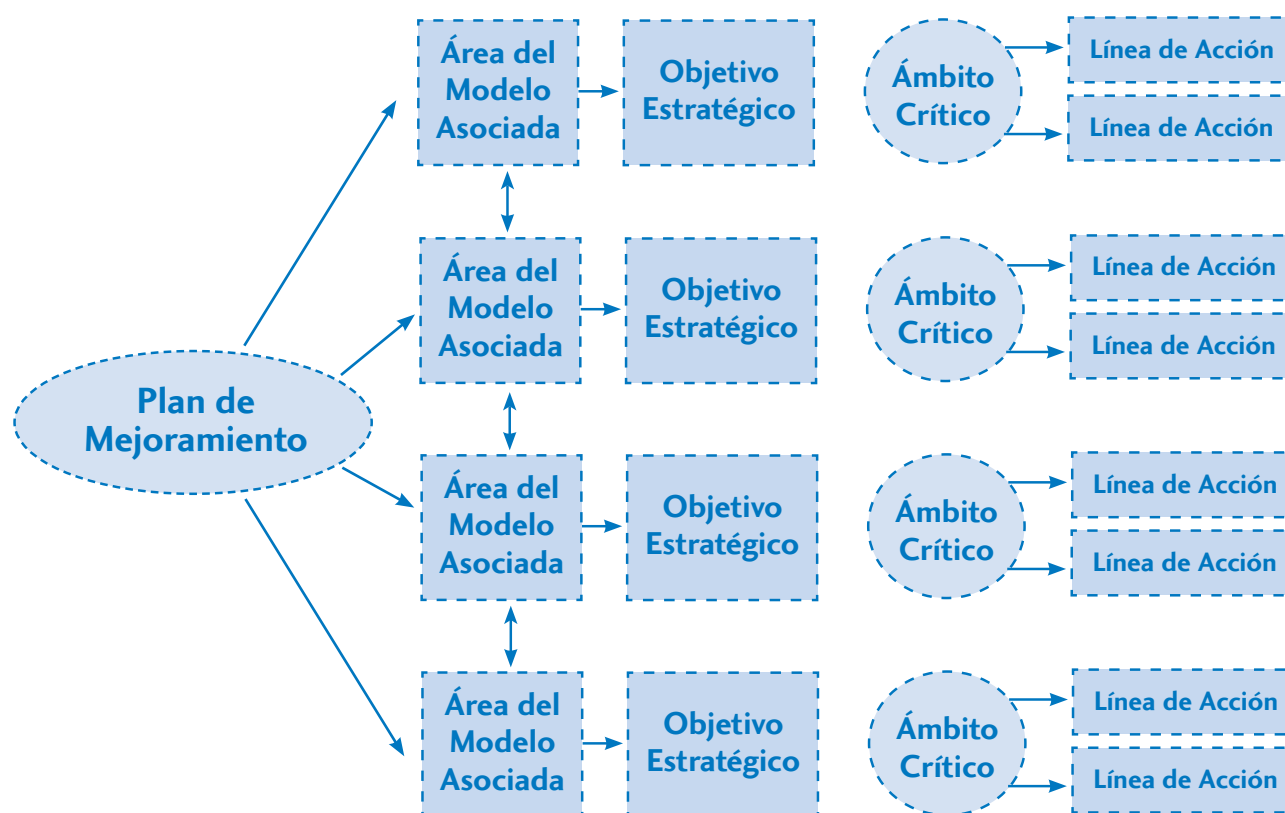 Plan de
Mejoramiento
Área del
Modelo
Asociada
Objetivo
Estratégico
Ámbito
Crítico
Línea de Acción
Línea de Acción
Área del
Modelo
Asociada
Objetivo
Estratégico
Ámbito
Crítico
Línea de Acción
Línea de Acción
Área del
Modelo
Asociada
Objetivo
Estratégico
Ámbito
Crítico
Línea de Acción
Línea de Acción
Área del
Modelo
Asociada
Objetivo
Estratégico
Ámbito
Crítico
Línea de Acción
Línea de Acción